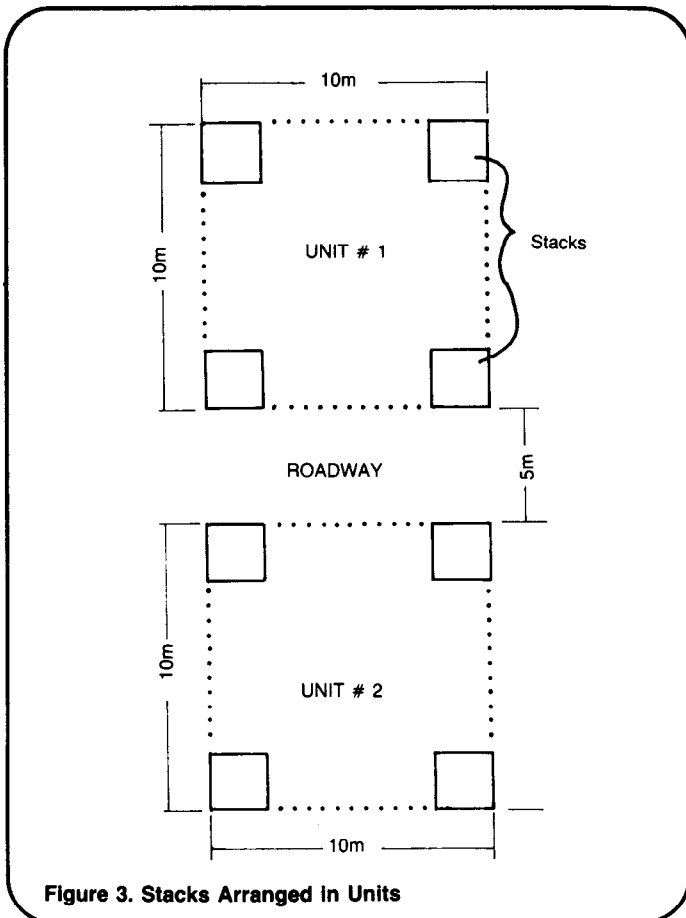 10m
10m
UNIT # 1
Stacks
ROADWAY
5m
10m
UNIT # 2
10m
Figure 3. Stacks Arranged in Units